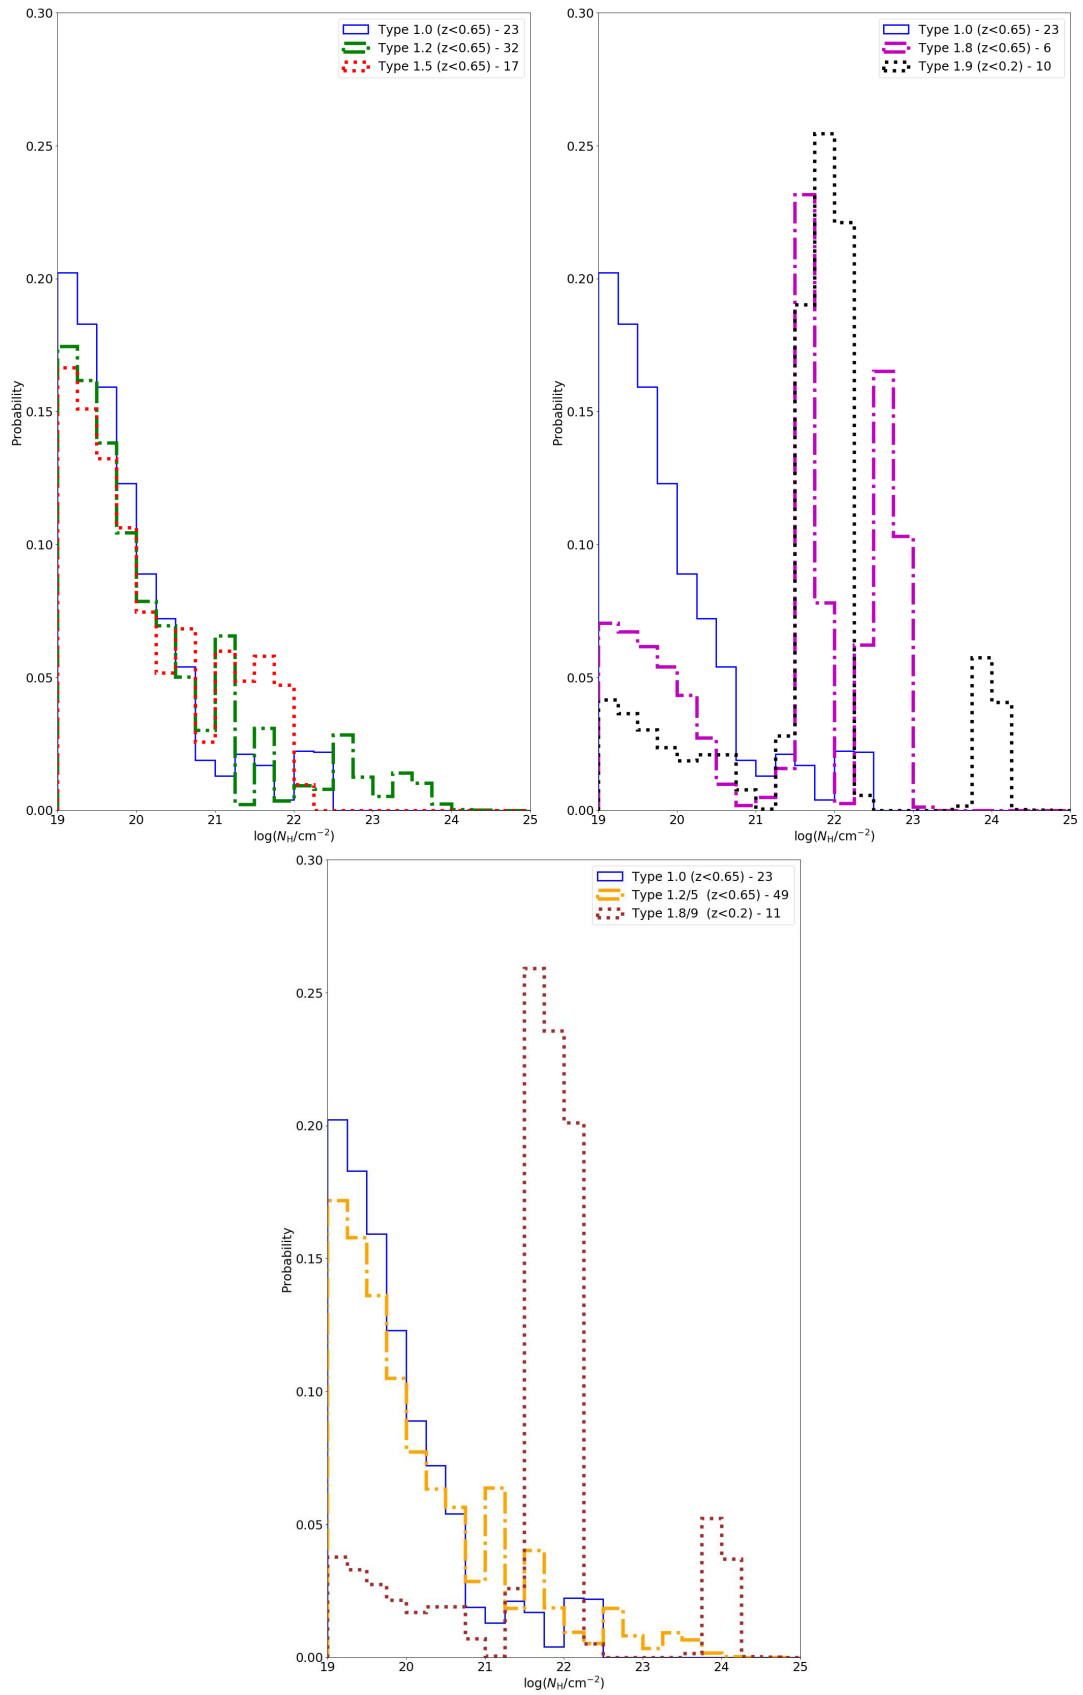 0.30
0.25
0.20
0.15
0.10
0.05
0.00
Probability
Type 1.0 (z<0.65) - 23
Type 1.2 (z<0.65) - 32
Type 1.5 (z<0.65) - 17
19 20 21 22 23 24 25
log(N_H/cm⁻²)
0.30
0.25
0.20
0.15
0.10
0.05
0.00
Probability
Type 1.0 (z<0.65) - 23
Type 1.8 (z<0.65) - 6
Type 1.9 (z<0.2) - 10
19 20 21 22 23 24 25
log(N_H/cm⁻²)
0.30
0.25
0.20
0.15
0.10
0.05
0.00
Probability
Type 1.0 (z<0.65) - 23
Type 1.2/5 (z<0.65) - 49
Type 1.8/9 (z<0.2) - 11
19 20 21 22 23 24 25
log(N_H/cm⁻²)